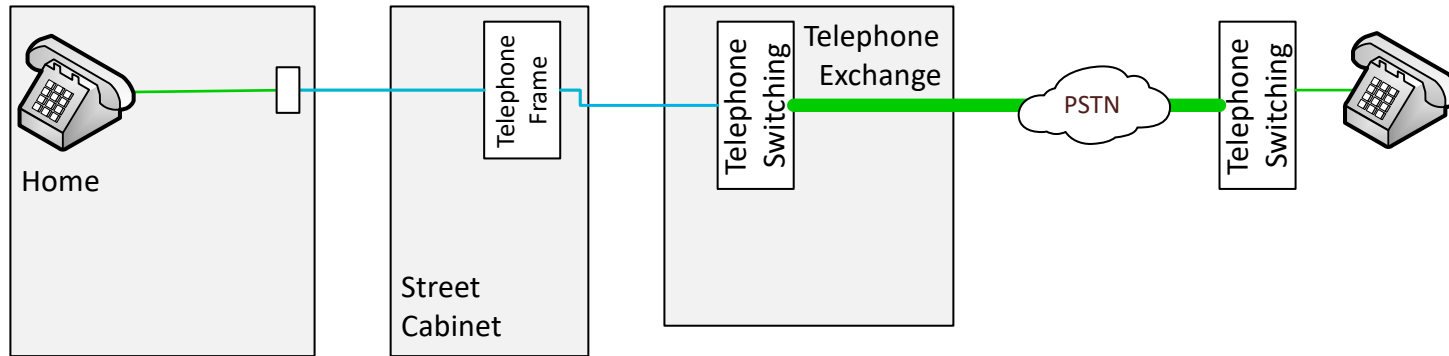 Home
Telephone
Frame
Street
Cabinet
Telephone
Switching
Telephone
Exchange
PSTN
Telephone
Switching